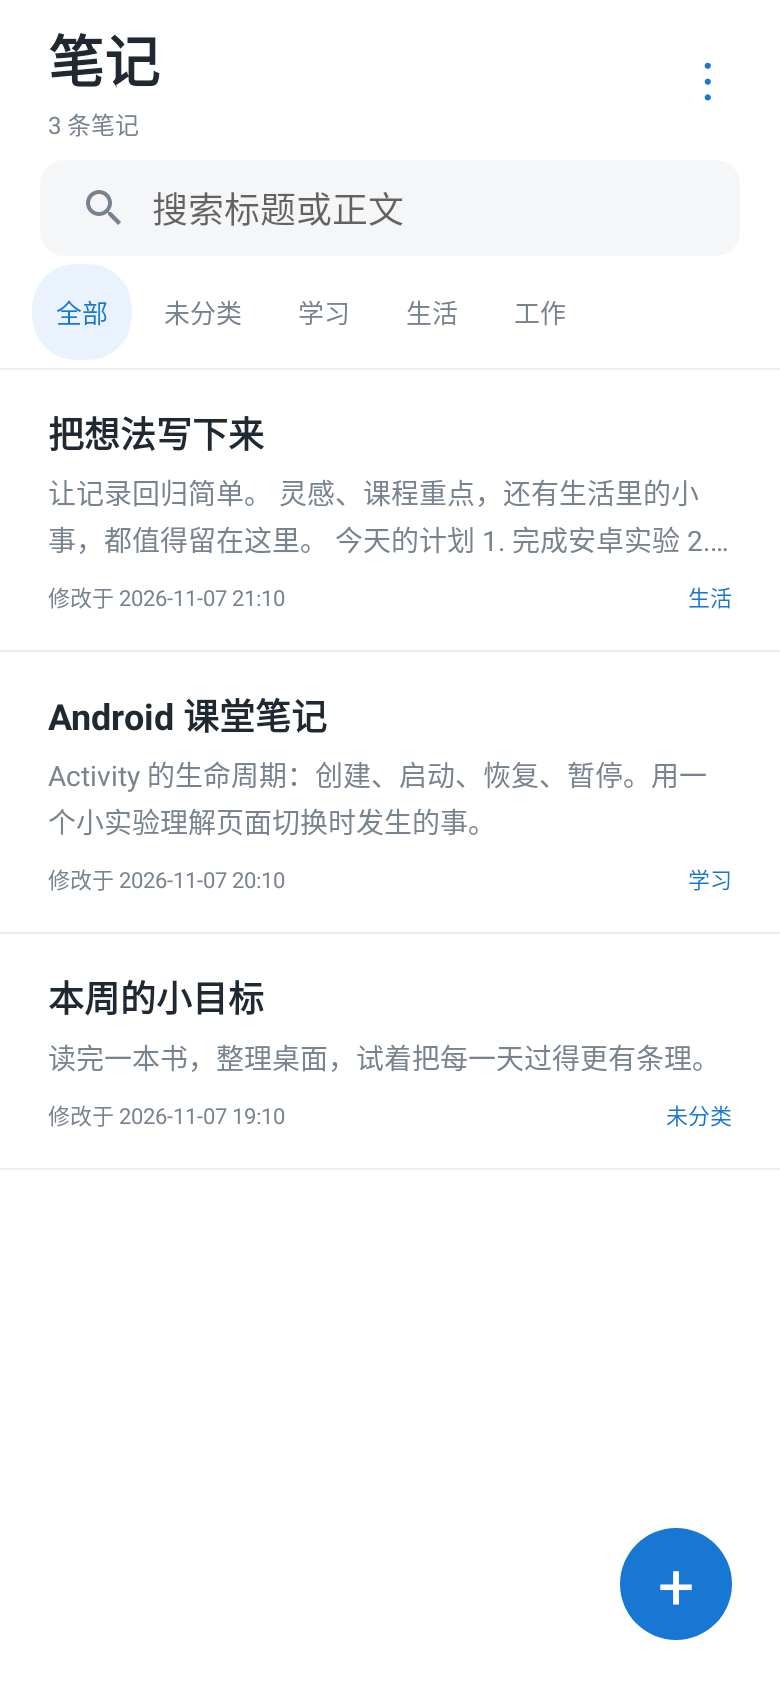 笔记
3 条笔记
搜索标题或正文
全部 未分类 学习 生活 工作
把想法写下来
让记录回归简单。 灵感、课程重点，还有生活里的小
事，都值得留在这里。 今天的计划 1. 完成安卓实验 2....
修改于 2026-11-07 21:10 生活
Android 课堂笔记
Activity 的生命周期：创建、启动、恢复、暂停。用一
个小实验理解页面切换时发生的事。
修改于 2026-11-07 20:10 学习
本周的小目标
读完一本书，整理桌面，试着把每一天过得更有条理。
修改于 2026-11-07 19:10 未分类
+